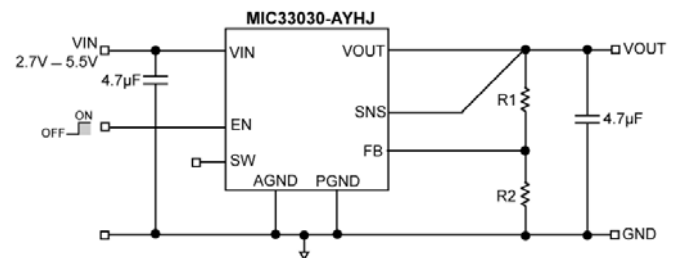 MIC33030-AYHJ
VIN
2.7V – 5.5V
4.7µF
ON
OFF
VIN
EN
SW
AGND
PGND
VOUT
SNS
FB
R1
R2
4.7µF
VOUT
GND